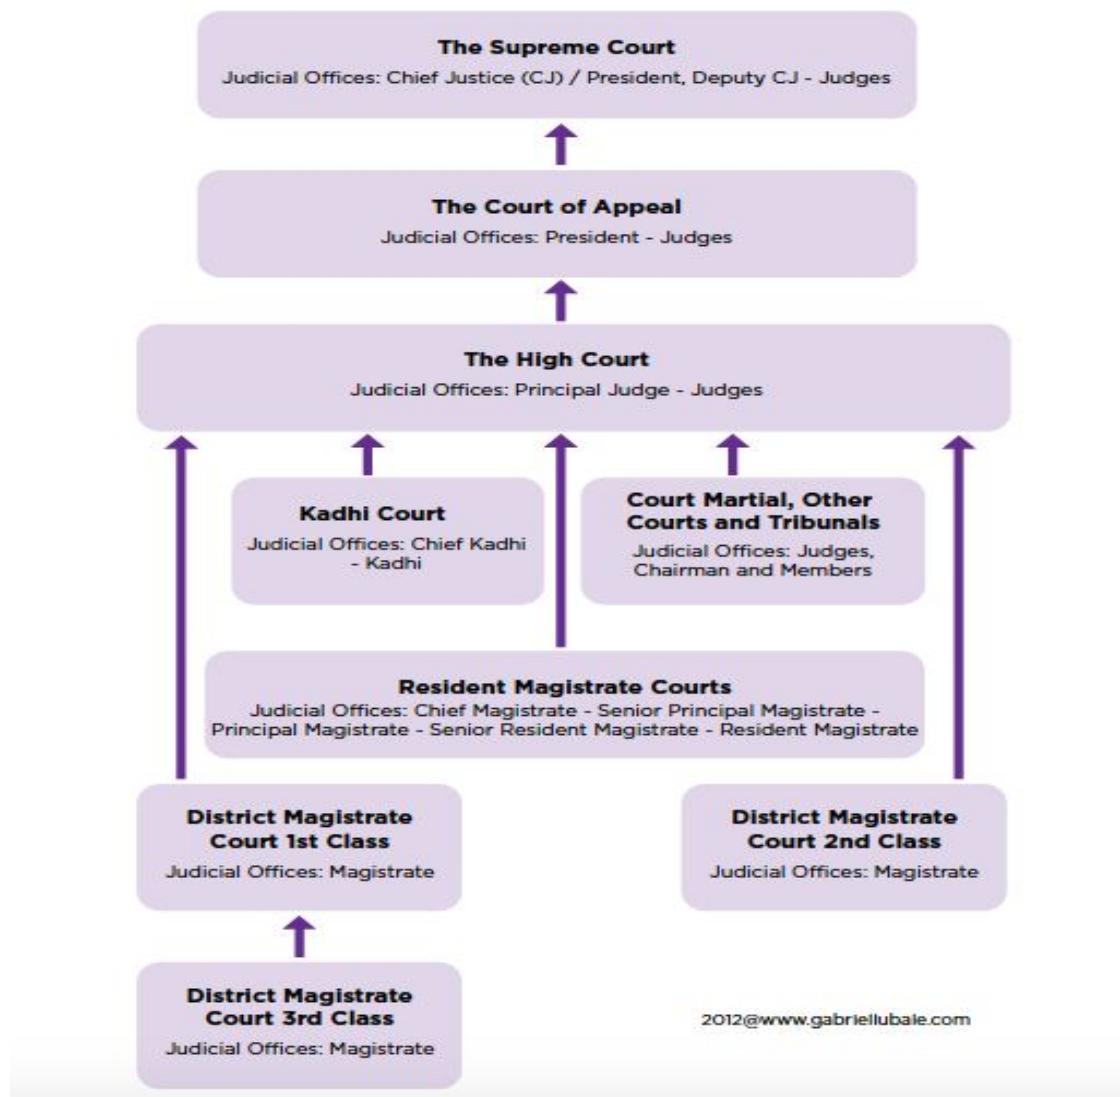 The Supreme Court
Judicial Offices: Chief Justice (CJ) / President, Deputy CJ - Judges
The Court of Appeal
Judicial Offices: President - Judges
The High Court
Judicial Offices: Principal Judge - Judges
Kadhi Court
Judicial Offices: Chief Kadhi
- Kadhi
Court Martial, Other
Courts and Tribunals
Judicial Offices: Judges,
Chairman and Members
Resident Magistrate Courts
Judicial Offices: Chief Magistrate - Senior Principal Magistrate -
Principal Magistrate - Senior Resident Magistrate - Resident Magistrate
District Magistrate
Court 1st Class
Judicial Offices: Magistrate
District Magistrate
Court 2nd Class
Judicial Offices: Magistrate
District Magistrate
Court 3rd Class
Judicial Offices: Magistrate
2012@www.gabriellubale.com